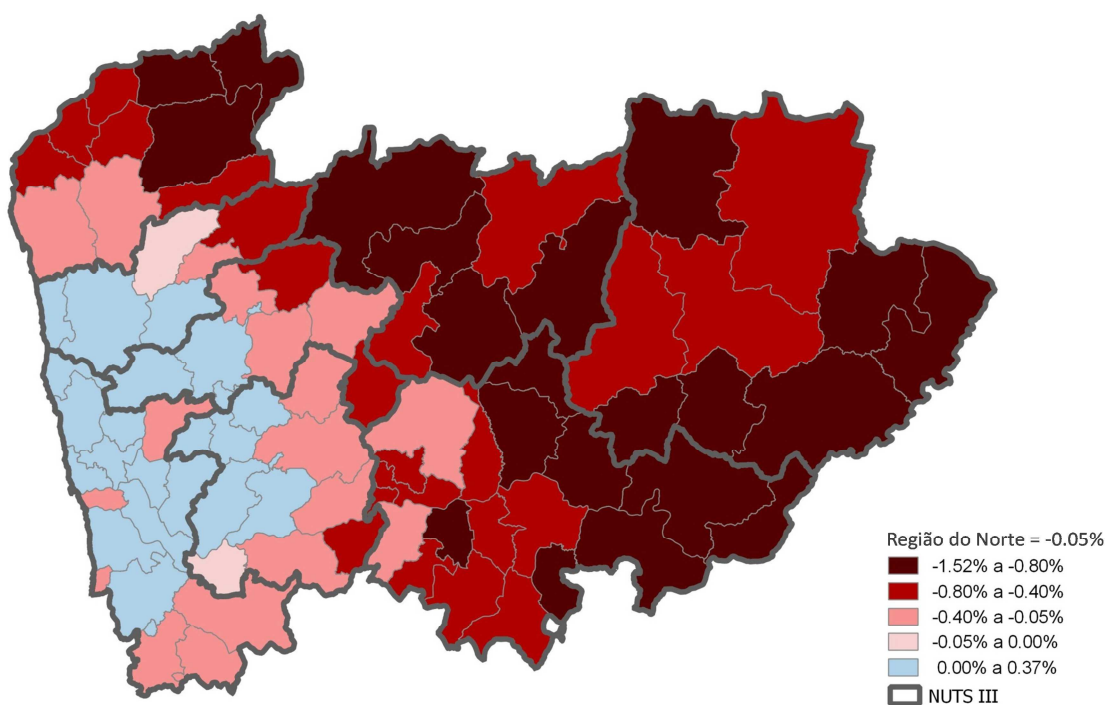 Região do Norte = -0.05%
-1.52% a -0.80%
-0.80% a -0.40%
-0.40% a -0.05%
-0.05% a 0.00%
0.00% a 0.37%
NUTS III